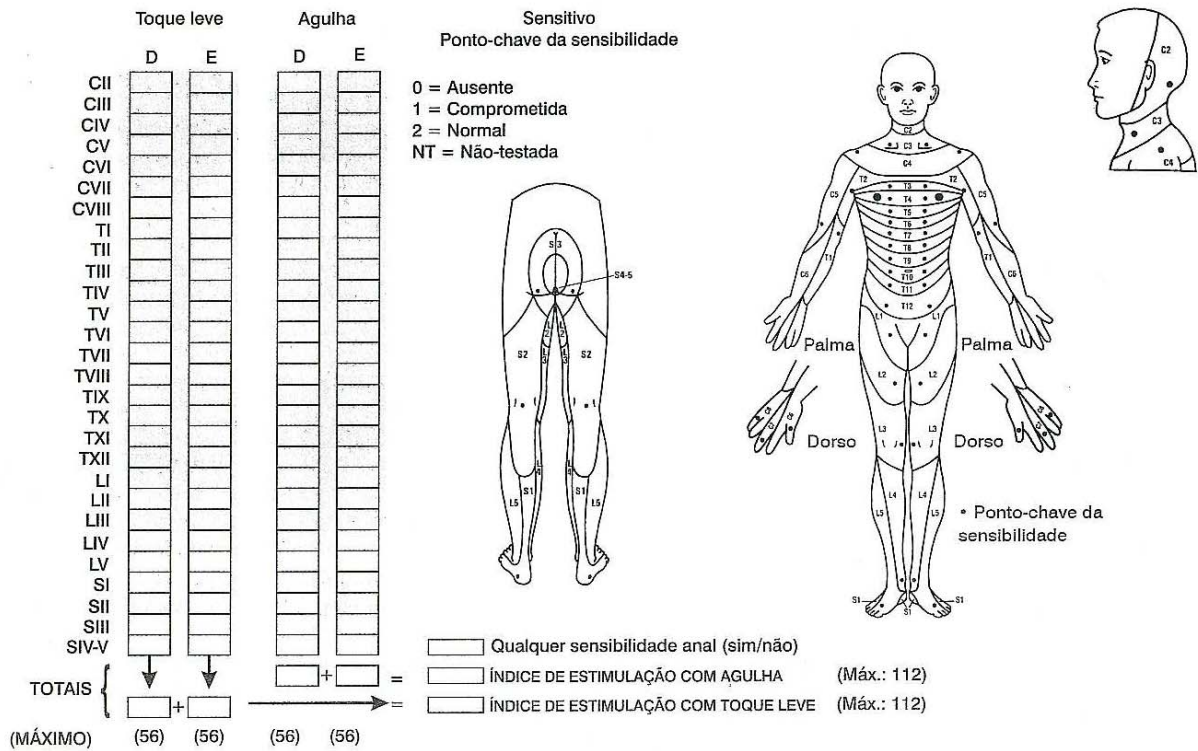 Toque leve
Agulha
Sensitivo
Ponto-chave da sensibilidade
D E D E
0 = Ausente
1 = Comprometida
2 = Normal
NT = Não-testada
CII
CIII
CIV
CV
CVI
CVII
CVIII
TI
TII
TIII
TIV
TV
TVI
TVII
TVIII
TIX
TX
TXI
TXII
LI
LII
LIII
LIV
LV
SI
SII
SIII
SIV-V
TOTAIS
(MÁXIMO) (56) (56) (56) (56)
+ =
+ =
Qualquer sensibilidade anal (sim/não)
ÍNDICE DE ESTIMULAÇÃO COM AGULHA (Máx.: 112)
ÍNDICE DE ESTIMULAÇÃO COM TOQUE LEVE (Máx.: 112)
S3
S4-5
L2 L2
L3 L3
S2 S2
L4 L4
S1 S1
L5 L5
C2
C3
C4
T2 T2
T3
C5 C5
T4
T5
T6
T7
T8
T1 T1
T9
C6 C6
T10
T11
T12
L1 L1
Palma Palma
L2 L2
L3 L3
Dorso Dorso
L4 L4
L5 L5
S1 S1 S1
• Ponto-chave da
sensibilidade
C2
C3
C4